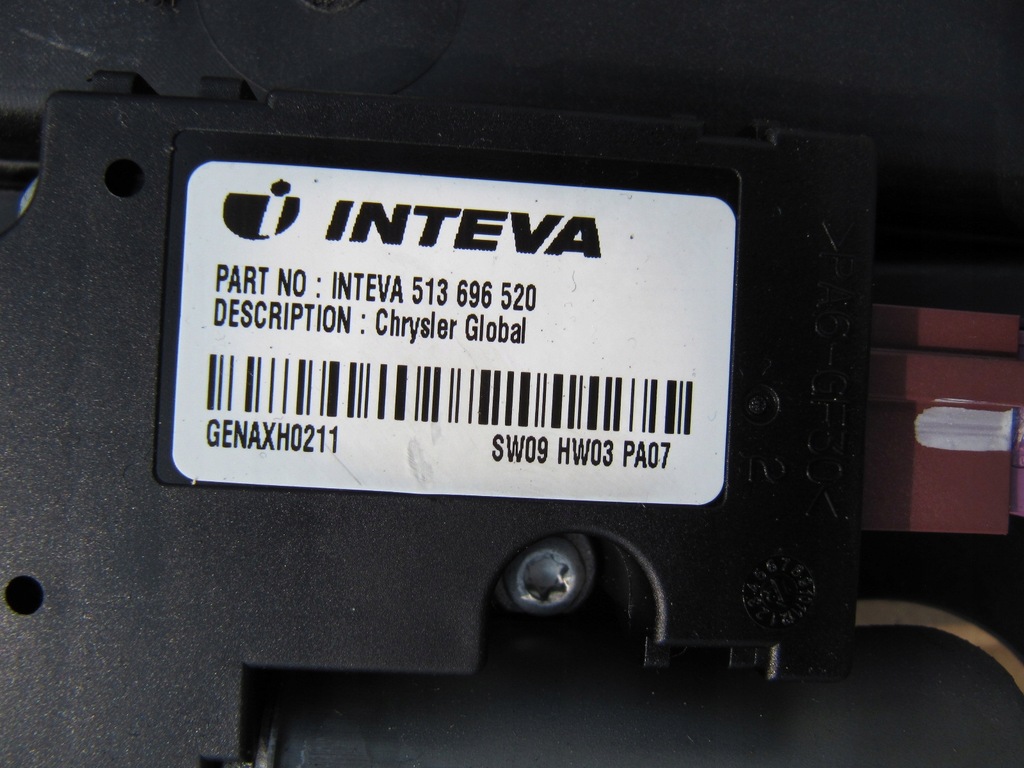 INTEVA
PART NO : INTEVA 513 696 520
DESCRIPTION : Chrysler Global
GENAXH0211
SW09 HW03 PA07
>PA6-GF30<
2